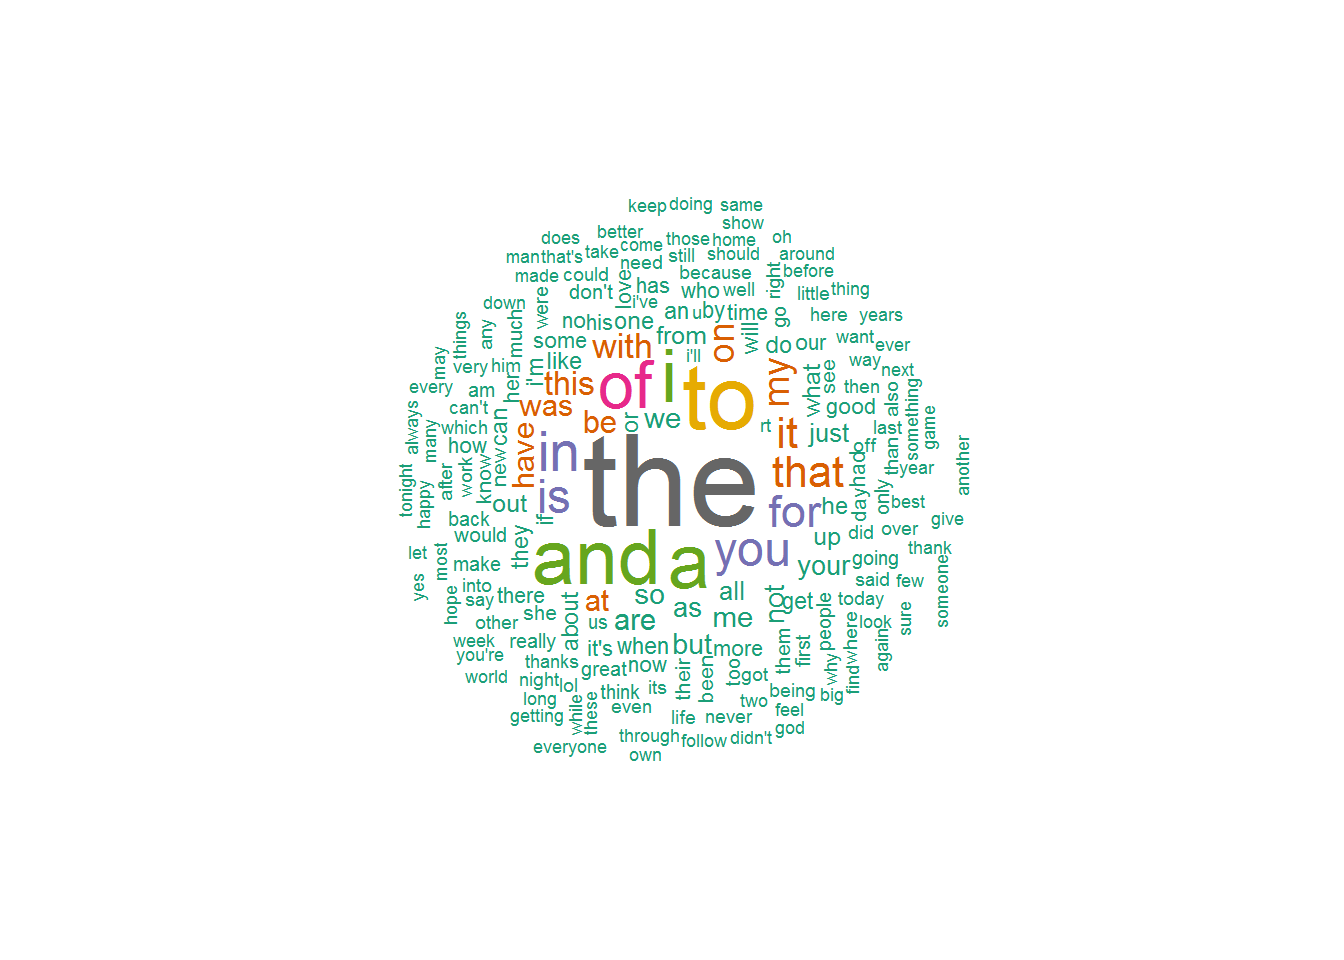 keep doing same
show
does better those home oh
man that's take come still should around
made could need because before
don't love has who well right little thing
down were i've an u by time go here years
things any much no his one from on will do our want ever
may very him i'm some like with i'll my what see way next
every am her this of i to then also something
can't can was be or we rt it just good last game
always many which how new have in the that off than
tonight happy after work know out is for he day had only year best another
back would they if and a you up did over give
let most make your going thank
yes hope into say there at so as all not get said few someone
other she about us are me today look sure
week really it's when but more them first people where again
you're thanks great now their been too got why find
world night lol think its being big
long while these even two feel
getting life never god
everyone through follow didn't
own